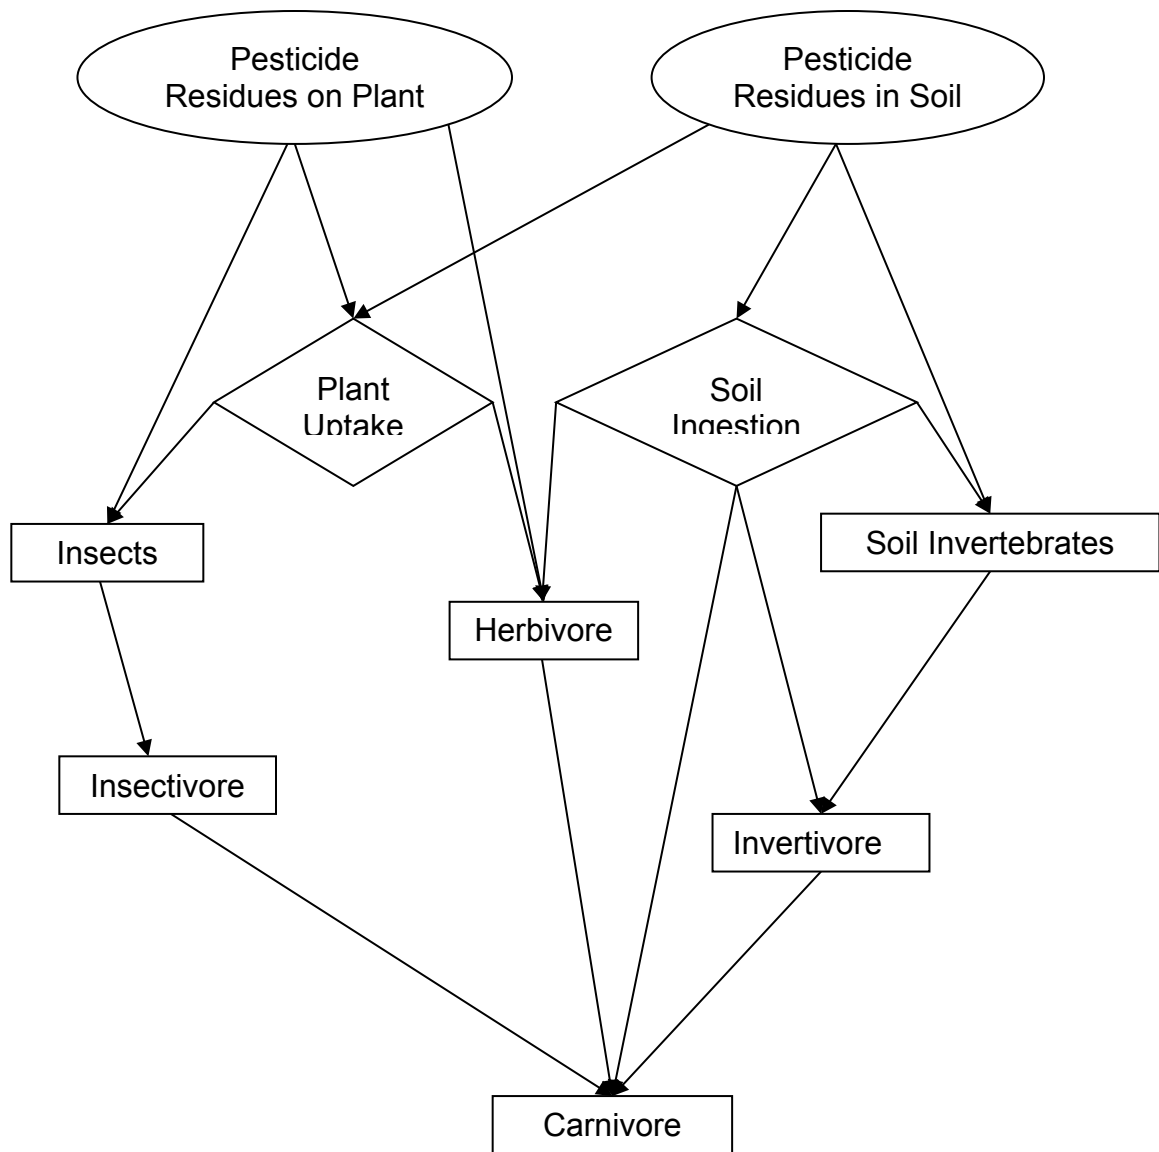 Pesticide
Residues on Plant
Pesticide
Residues in Soil
Plant
Uptake
Soil
Ingestion
Insects
Soil Invertebrates
Herbivore
Insectivore
Invertivore
Carnivore